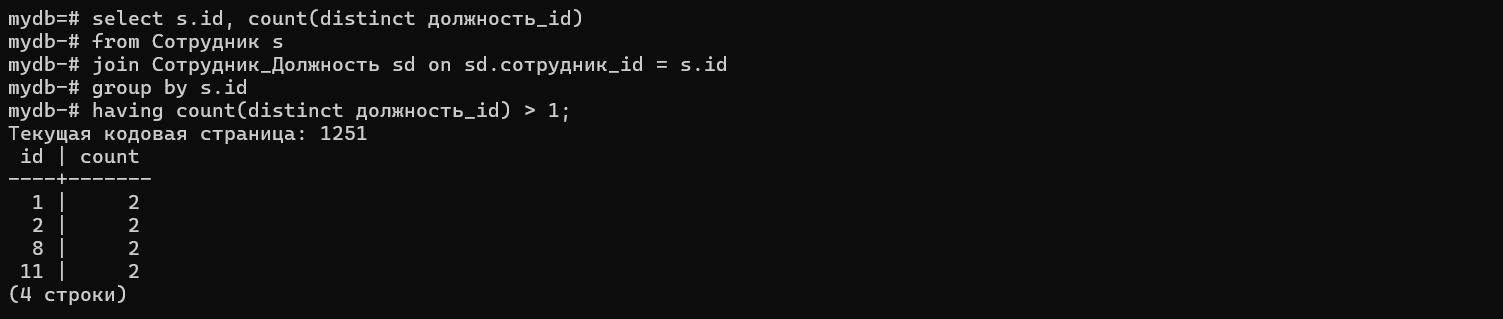 mydb=# select s.id, count(distinct должность_id)
mydb-# from Сотрудник s
mydb-# join Сотрудник_Должность sd on sd.сотрудник_id = s.id
mydb-# group by s.id
mydb-# having count(distinct должность_id) > 1;
Текущая кодовая страница: 1251
 id | count
----+-------
  1 |     2
  2 |     2
  8 |     2
 11 |     2
(4 строки)